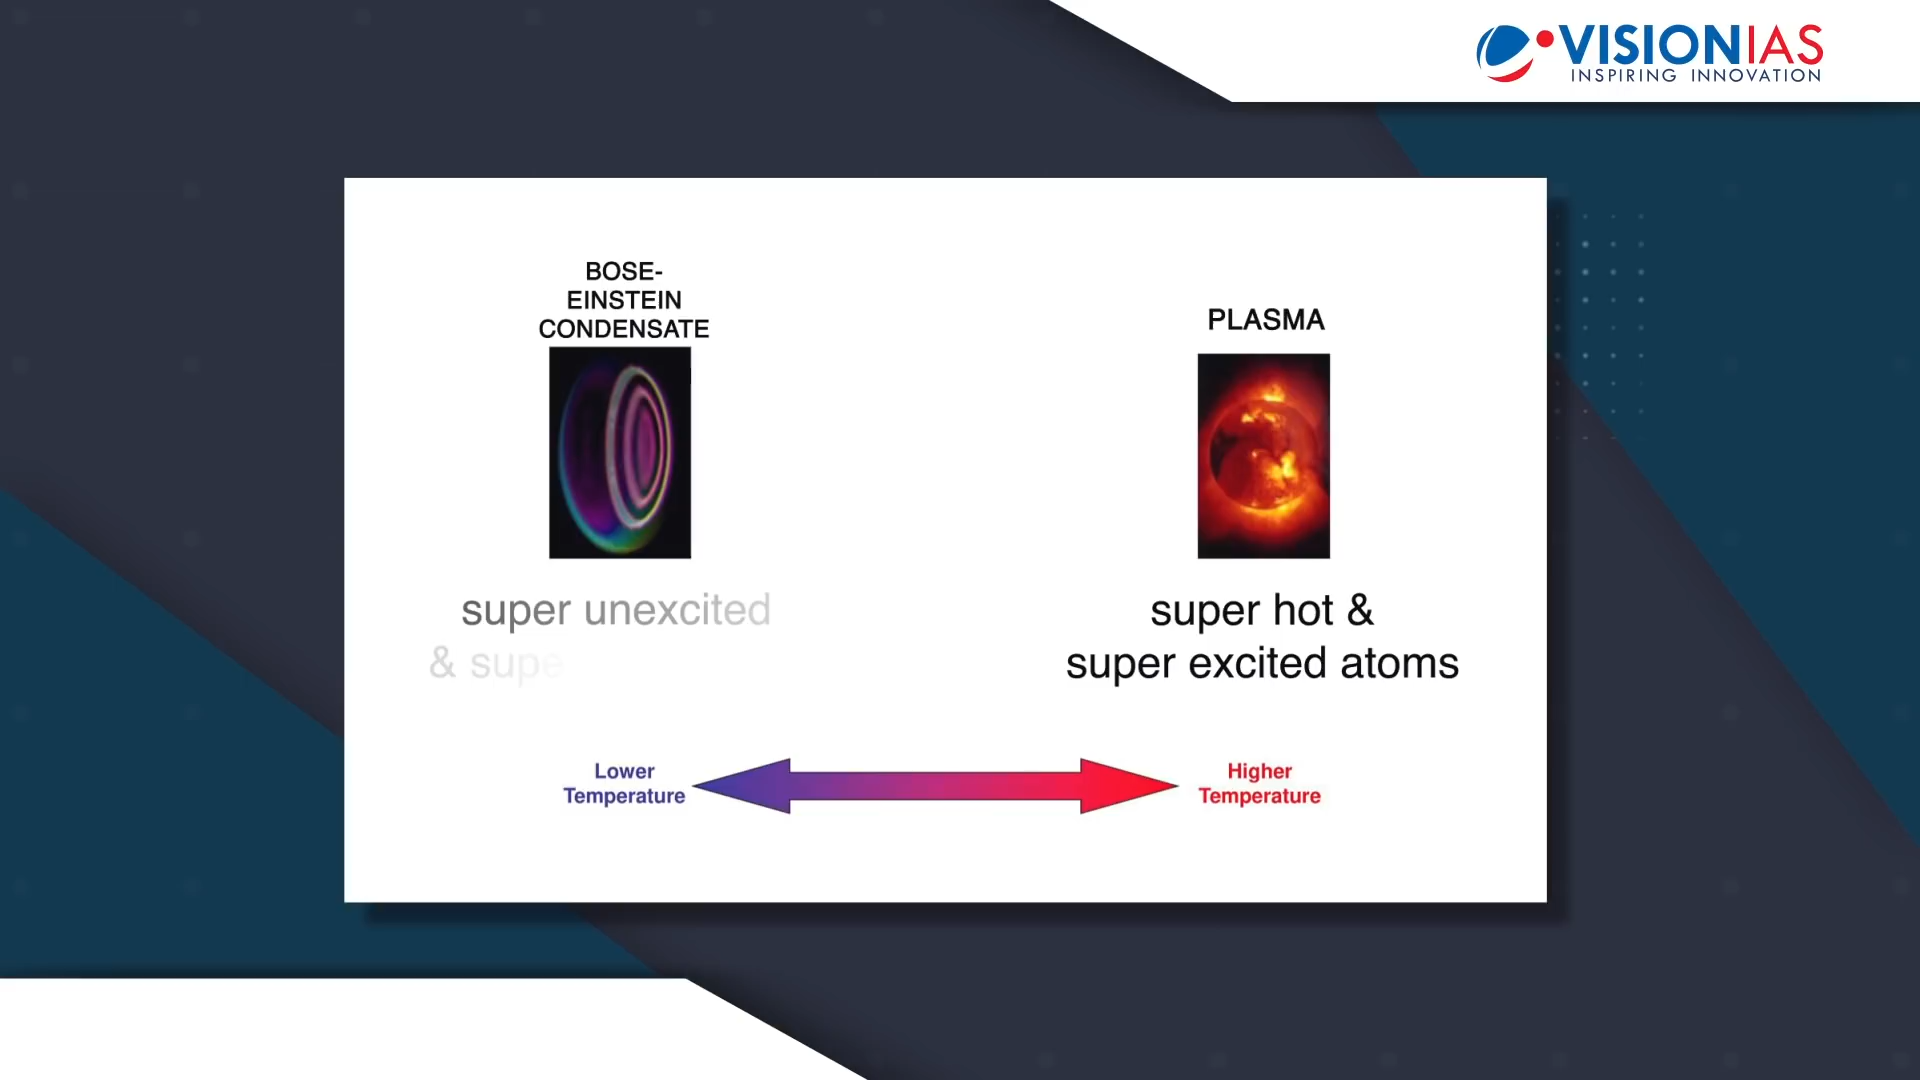 VISIONIAS
INSPIRING INNOVATION
BOSE-
EINSTEIN
CONDENSATE
PLASMA
super unexcited
&
super hot &
super excited atoms
Lower
Temperature
Higher
Temperature